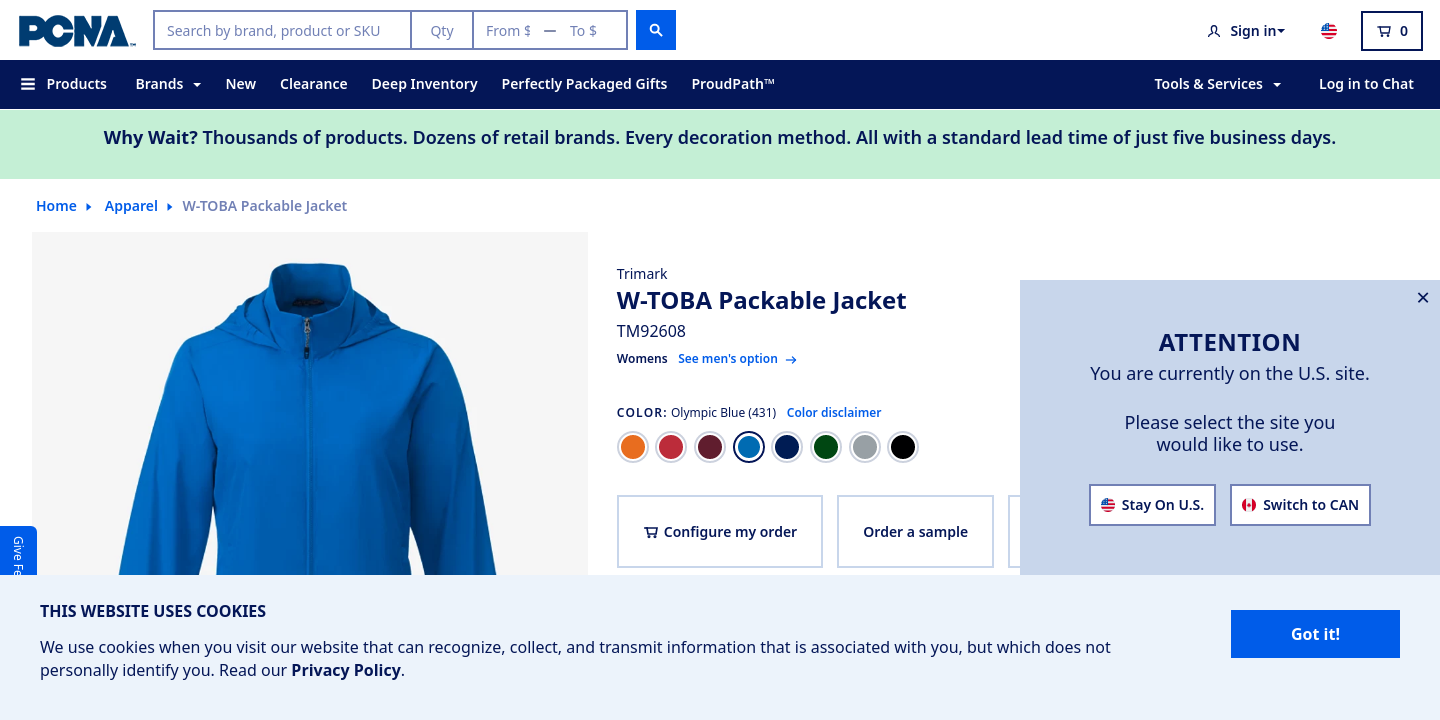 PCNA
Search by brand, product or SKU
Qty
From $ — To $
Sign in
0
Products
Brands
New
Clearance
Deep Inventory
Perfectly Packaged Gifts
ProudPath™
Tools & Services
Log in to Chat
Why Wait? Thousands of products. Dozens of retail brands. Every decoration method. All with a standard lead time of just five business days.
Home
Apparel
W-TOBA Packable Jacket
Trimark
W-TOBA Packable Jacket
TM92608
Womens See men's option
COLOR: Olympic Blue (431) Color disclaimer
Configure my order
Order a sample
ATTENTION
You are currently on the U.S. site.
Please select the site you
would like to use.
Stay On U.S.
Switch to CAN
Give
THIS WEBSITE USES COOKIES
We use cookies when you visit our website that can recognize, collect, and transmit information that is associated with you, but which does not
personally identify you. Read our Privacy Policy.
Got it!